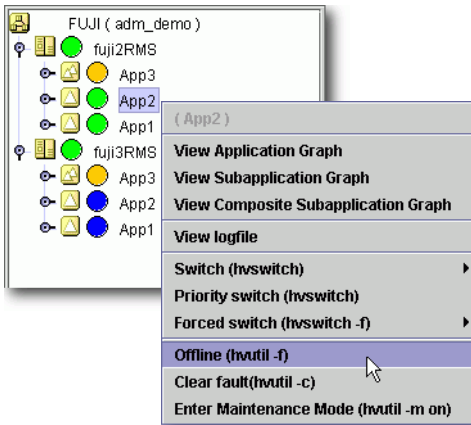 FUJI ( adm_demo )
fuji2RMS
App3
App2
App1
fuji3RMS
App3
App2
App1
( App2 )
View Application Graph
View Subapplication Graph
View Composite Subapplication Graph
View logfile
Switch (hvswitch)
Priority switch (hvswitch)
Forced switch (hvswitch -f)
Offline (hvutil -f)
Clear fault(hvutil -c)
Enter Maintenance Mode (hvutil -m on)